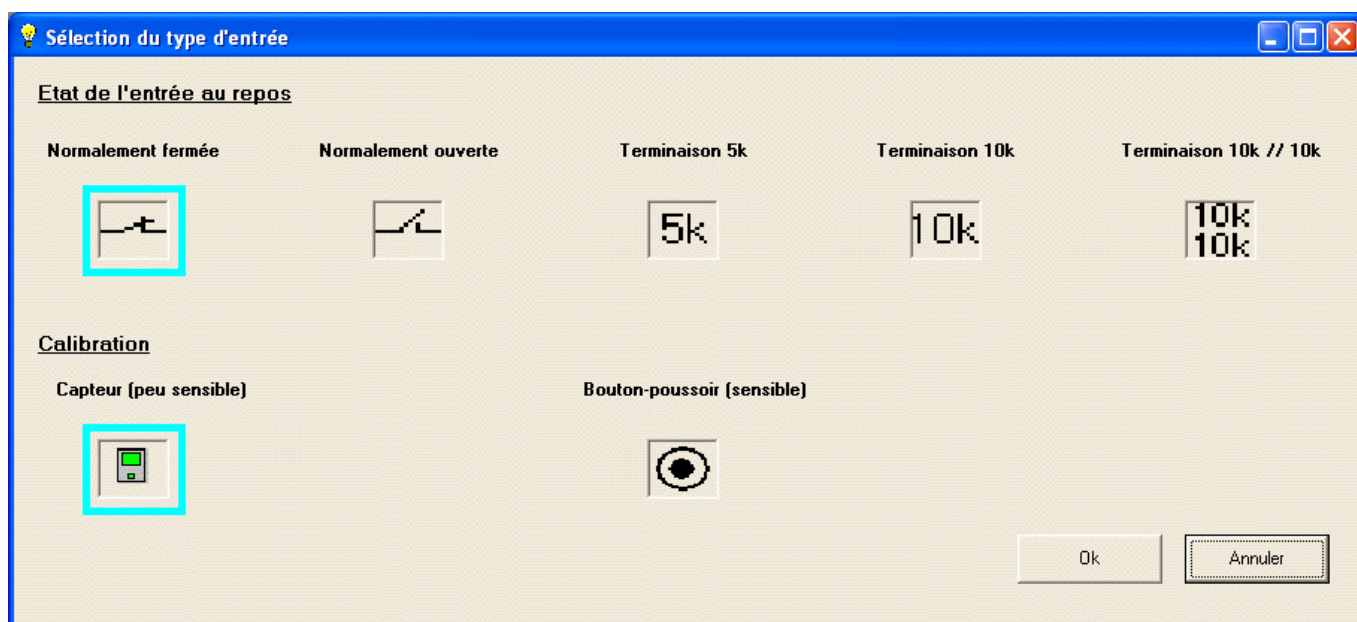 Sélection du type d'entrée
Etat de l'entrée au repos
Normalement fermée Normalement ouverte Terminaison 5k Terminaison 10k Terminaison 10k // 10k
5k 10k 10k
10k
Calibration
Capteur (peu sensible) Bouton-poussoir (sensible)
Ok Annuler